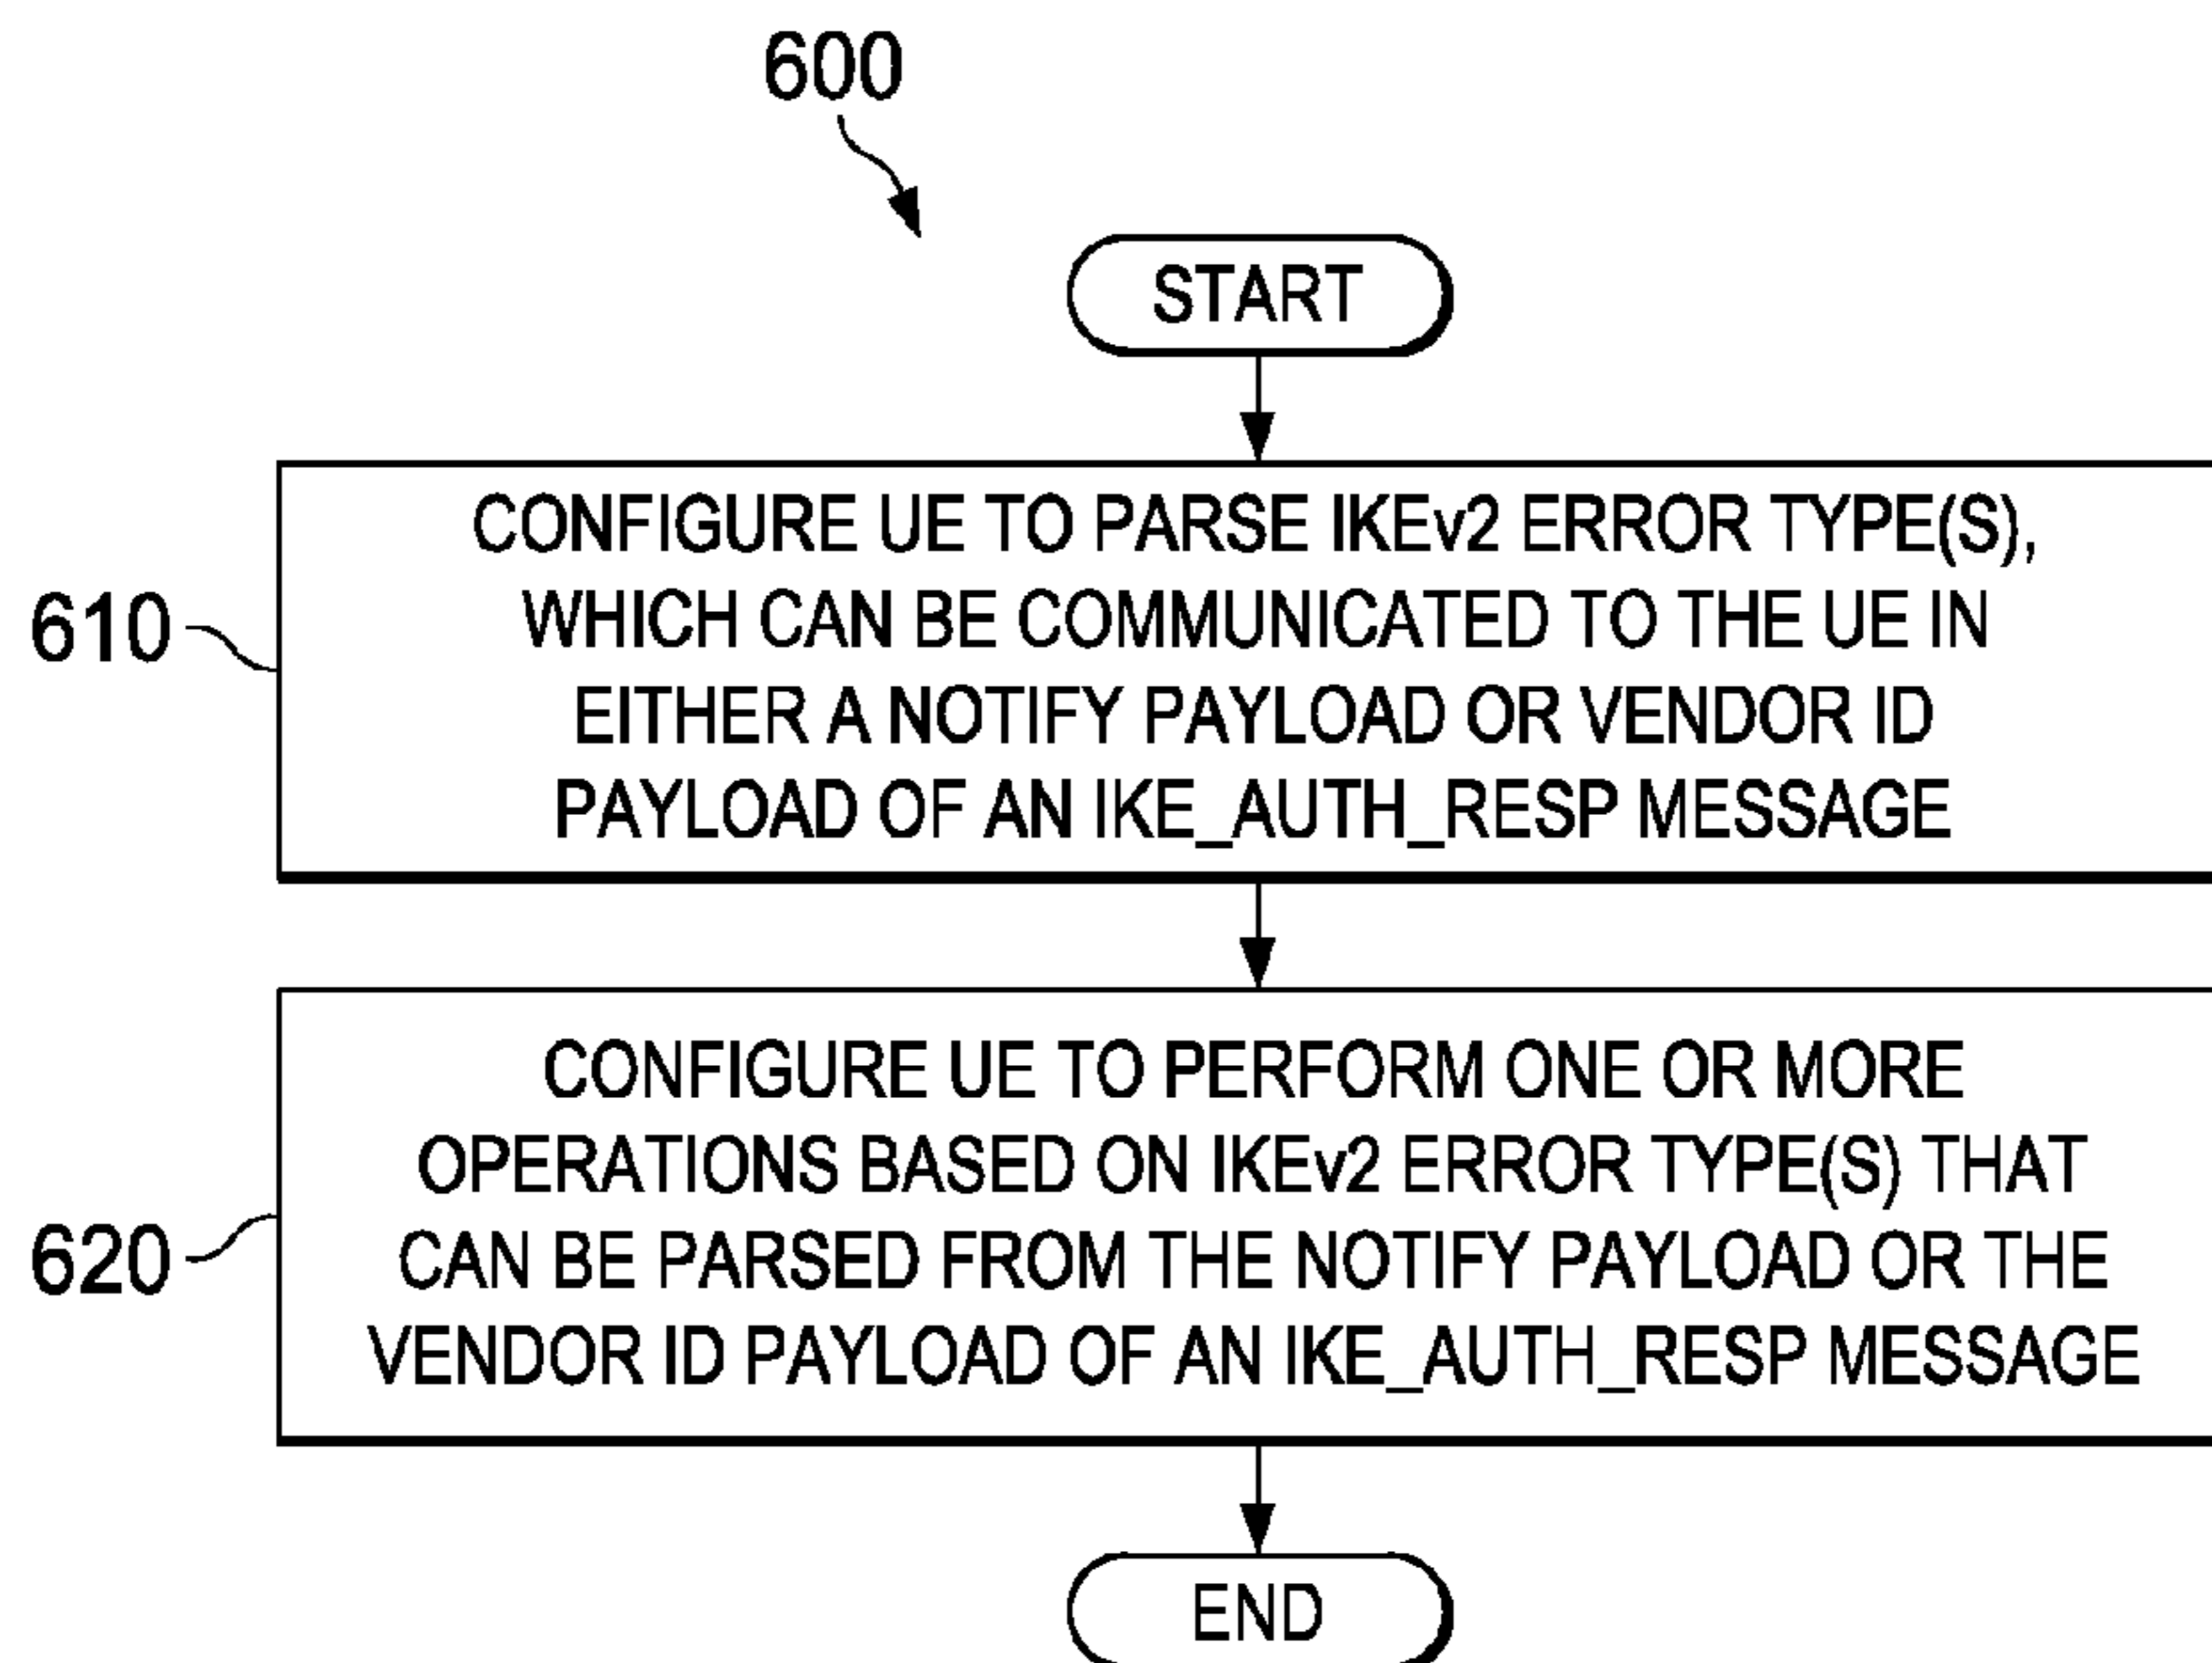 600
START
610
CONFIGURE UE TO PARSE IKEv2 ERROR TYPE(S),
WHICH CAN BE COMMUNICATED TO THE UE IN
EITHER A NOTIFY PAYLOAD OR VENDOR ID
PAYLOAD OF AN IKE_AUTH_RESP MESSAGE
620
CONFIGURE UE TO PERFORM ONE OR MORE
OPERATIONS BASED ON IKEv2 ERROR TYPE(S) THAT
CAN BE PARSED FROM THE NOTIFY PAYLOAD OR THE
VENDOR ID PAYLOAD OF AN IKE_AUTH_RESP MESSAGE
END